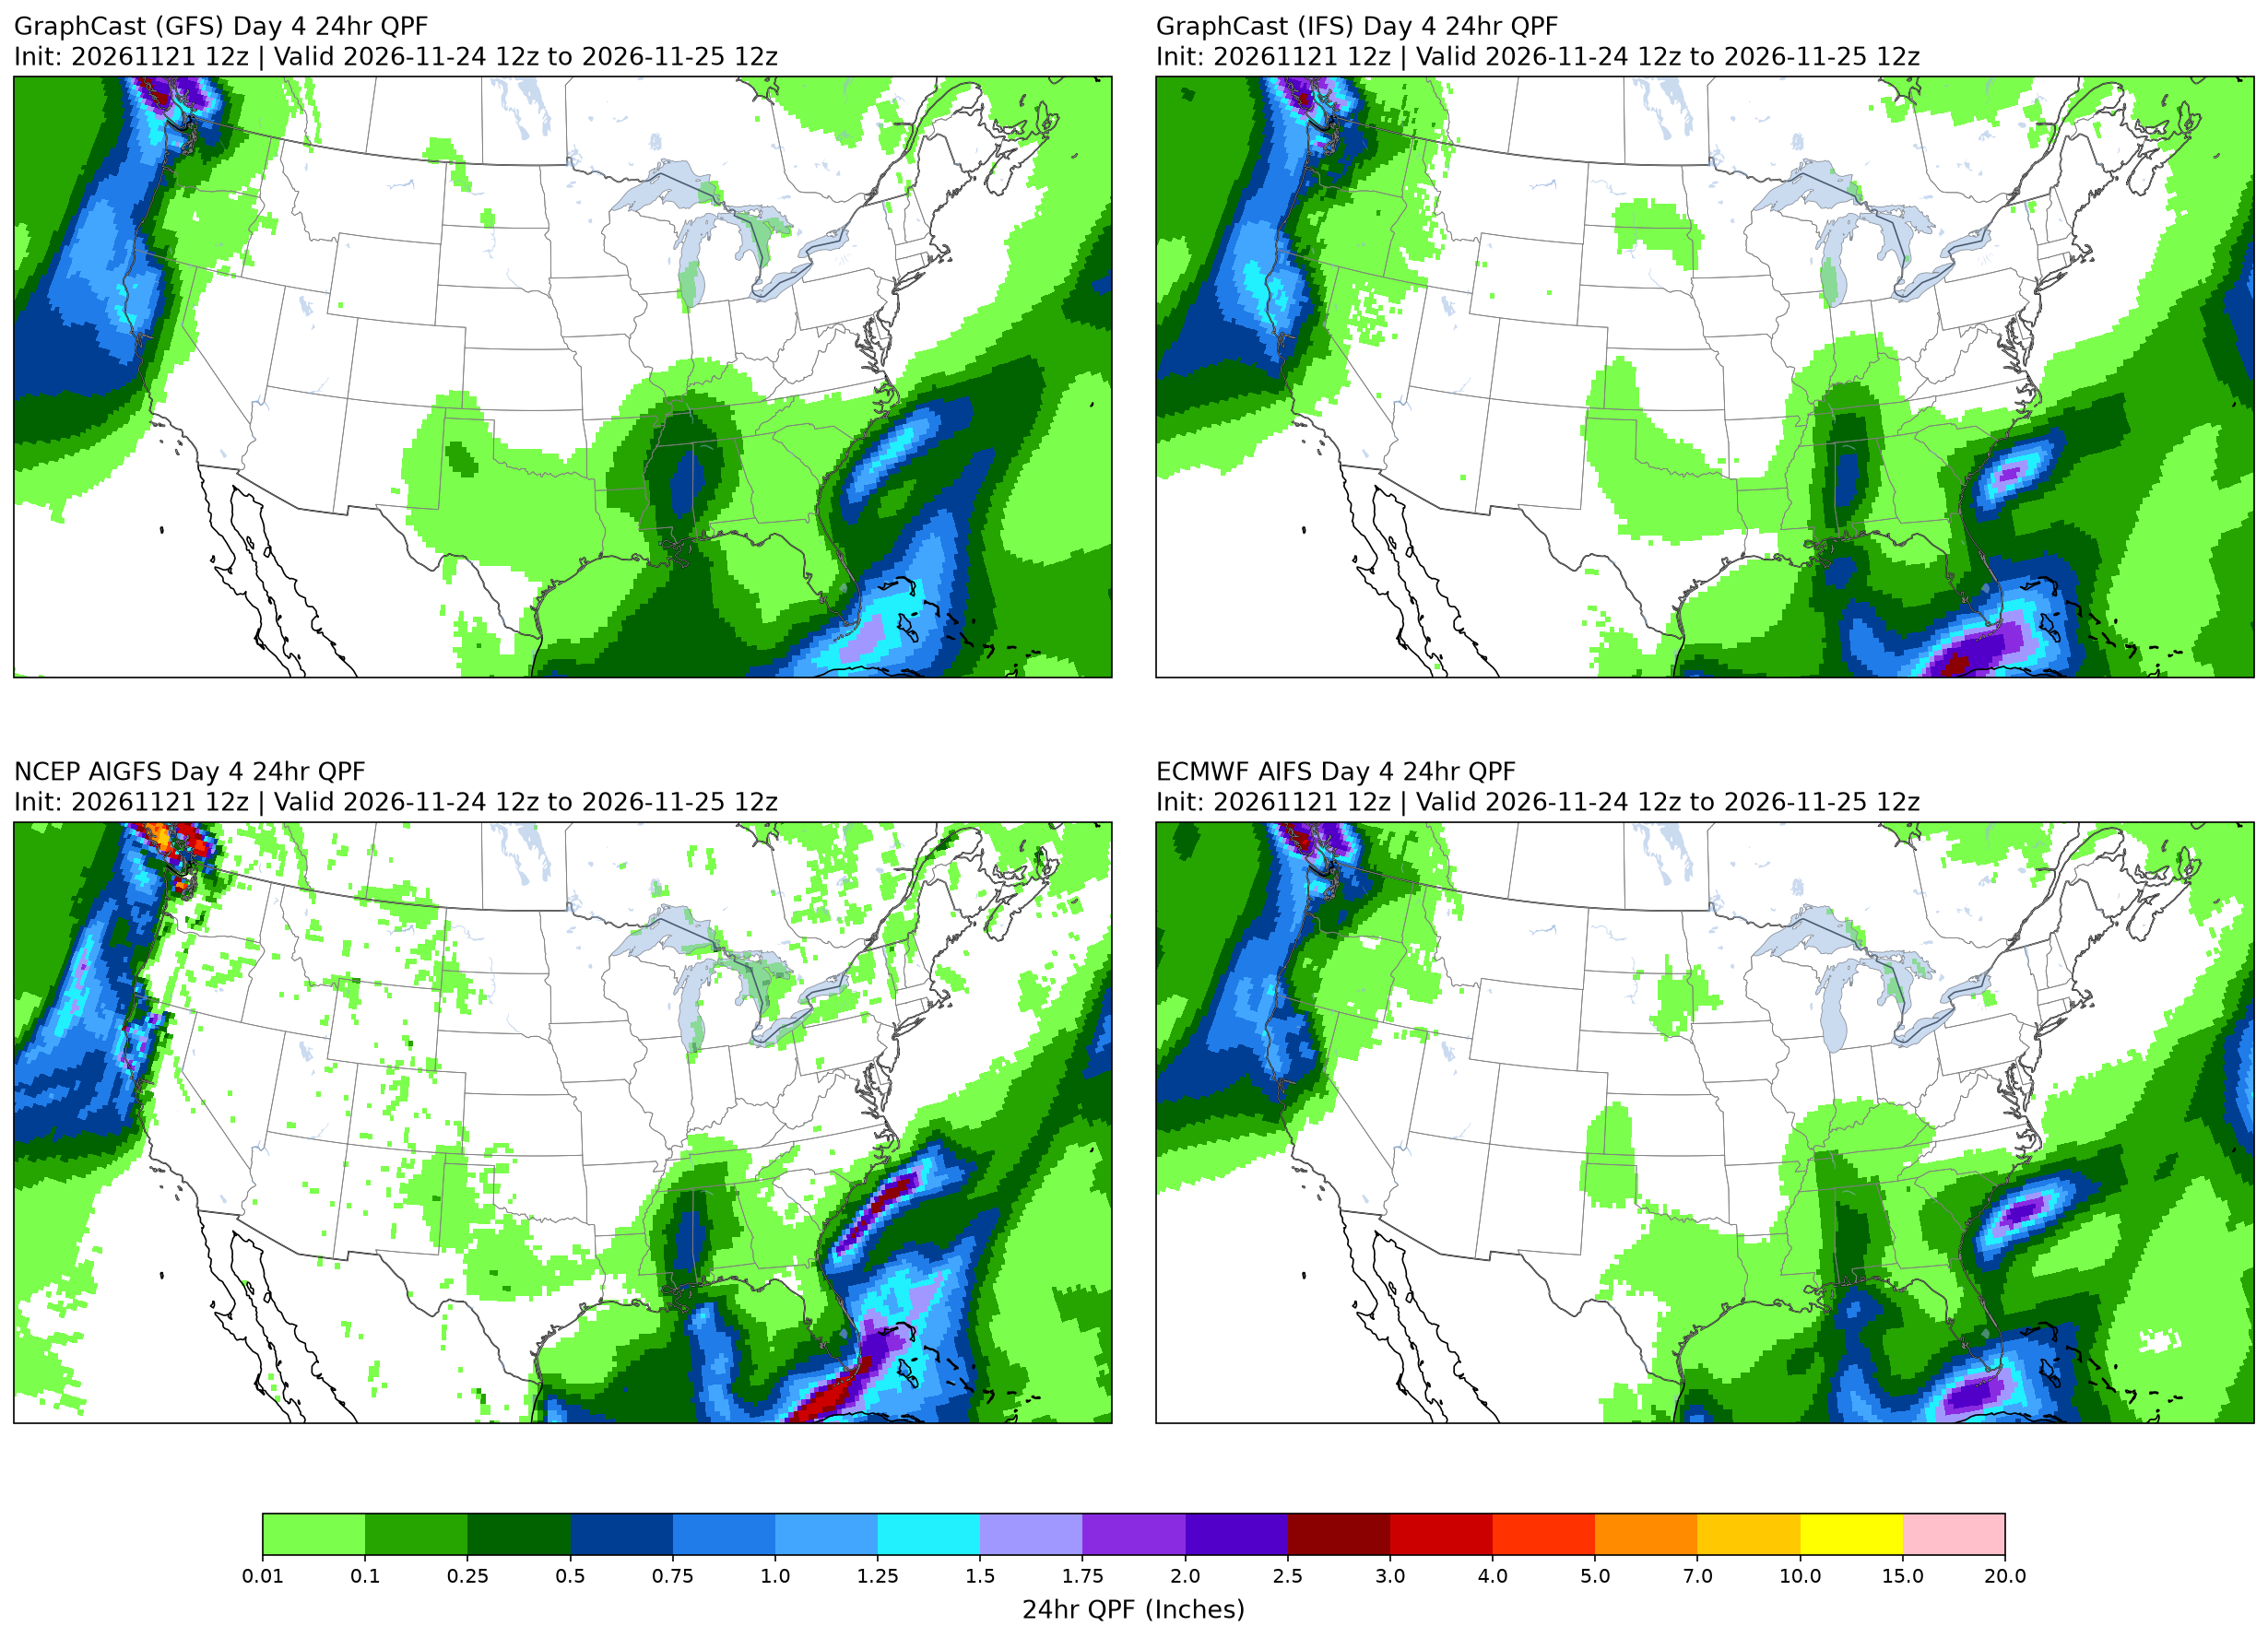 GraphCast (GFS) Day 4 24hr QPF
Init: 20261121 12z | Valid 2026-11-24 12z to 2026-11-25 12z
GraphCast (IFS) Day 4 24hr QPF
Init: 20261121 12z | Valid 2026-11-24 12z to 2026-11-25 12z
NCEP AIGFS Day 4 24hr QPF
Init: 20261121 12z | Valid 2026-11-24 12z to 2026-11-25 12z
ECMWF AIFS Day 4 24hr QPF
Init: 20261121 12z | Valid 2026-11-24 12z to 2026-11-25 12z
0.01 0.1 0.25 0.5 0.75 1.0 1.25 1.5 1.75 2.0 2.5 3.0 4.0 5.0 7.0 10.0 15.0 20.0
24hr QPF (Inches)